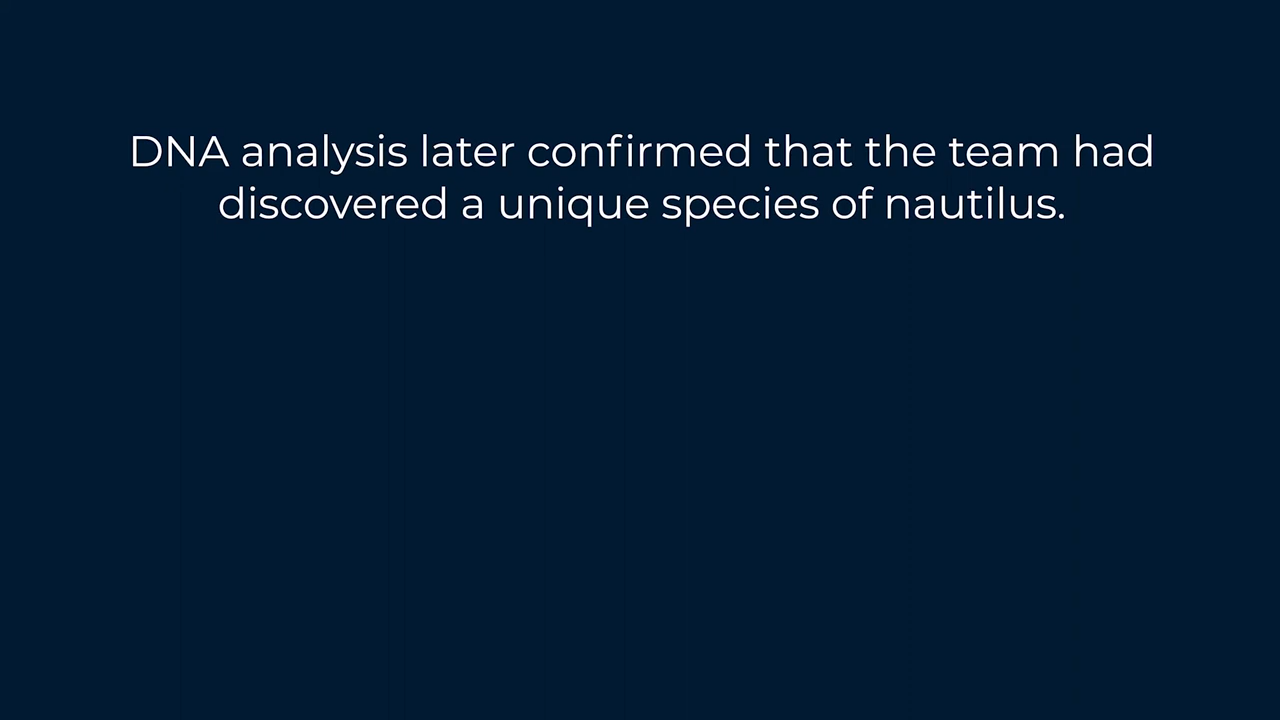 DNA analysis later confirmed that the team had
discovered a unique species of nautilus.